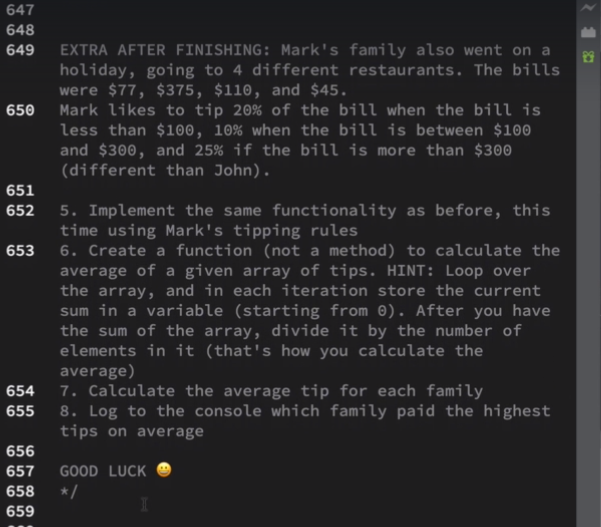 647
648
649 EXTRA AFTER FINISHING: Mark's family also went on a
holiday, going to 4 different restaurants. The bills
were $77, $375, $110, and $45.
650 Mark likes to tip 20% of the bill when the bill is
less than $100, 10% when the bill is between $100
and $300, and 25% if the bill is more than $300
(different than John).
651
652 5. Implement the same functionality as before, this
time using Mark's tipping rules
653 6. Create a function (not a method) to calculate the
average of a given array of tips. HINT: Loop over
the array, and in each iteration store the current
sum in a variable (starting from 0). After you have
the sum of the array, divide it by the number of
elements in it (that's how you calculate the
average)
654 7. Calculate the average tip for each family
655 8. Log to the console which family paid the highest
tips on average
656
657 GOOD LUCK 😀
658 */
659